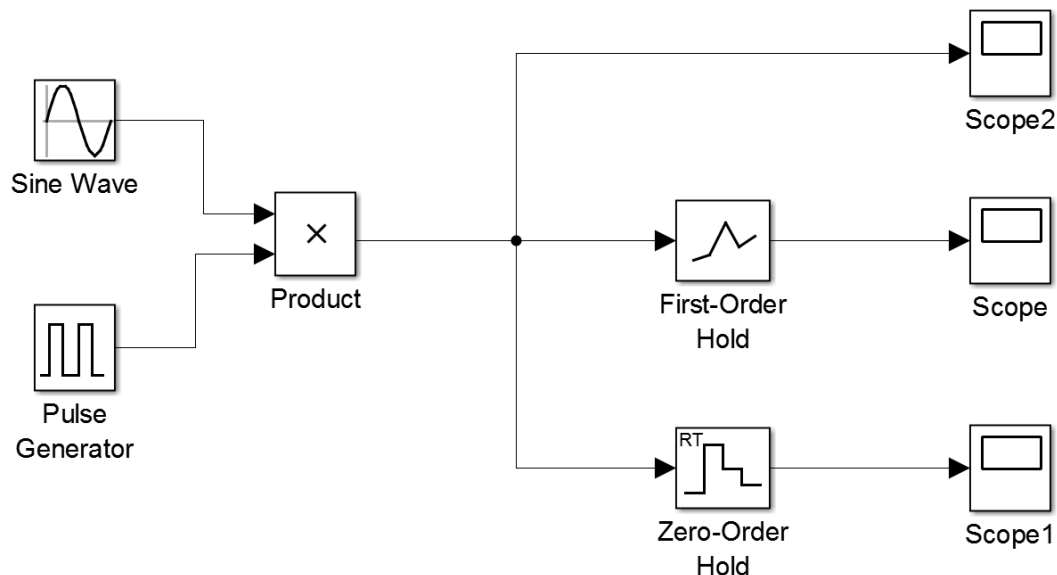 Scope2
Sine Wave
×
Product
First-Order
Hold
Scope
Pulse
Generator
RT
Zero-Order
Hold
Scope1